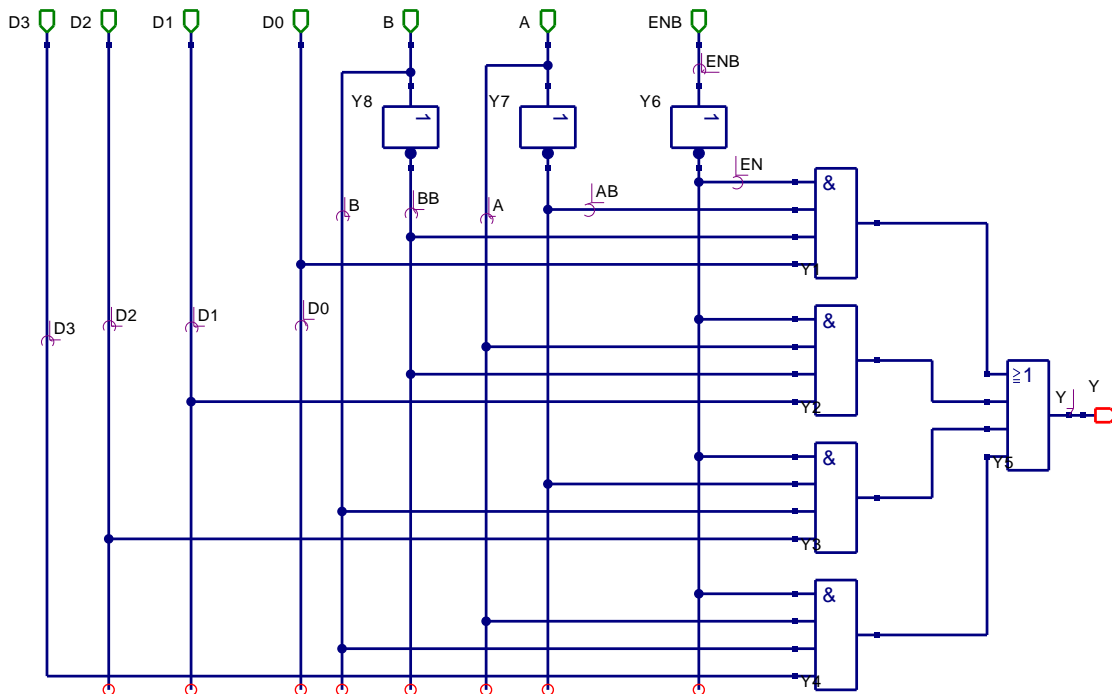 D3 D2 D1 D0 B A ENB
ENB
Y8 Y7 Y6
1 1 1
EN
&
B BB A AB
Y1
D3 D2 D1 D0
&
Y2
≧1
Y Y
&
Y5
Y3
&
Y4